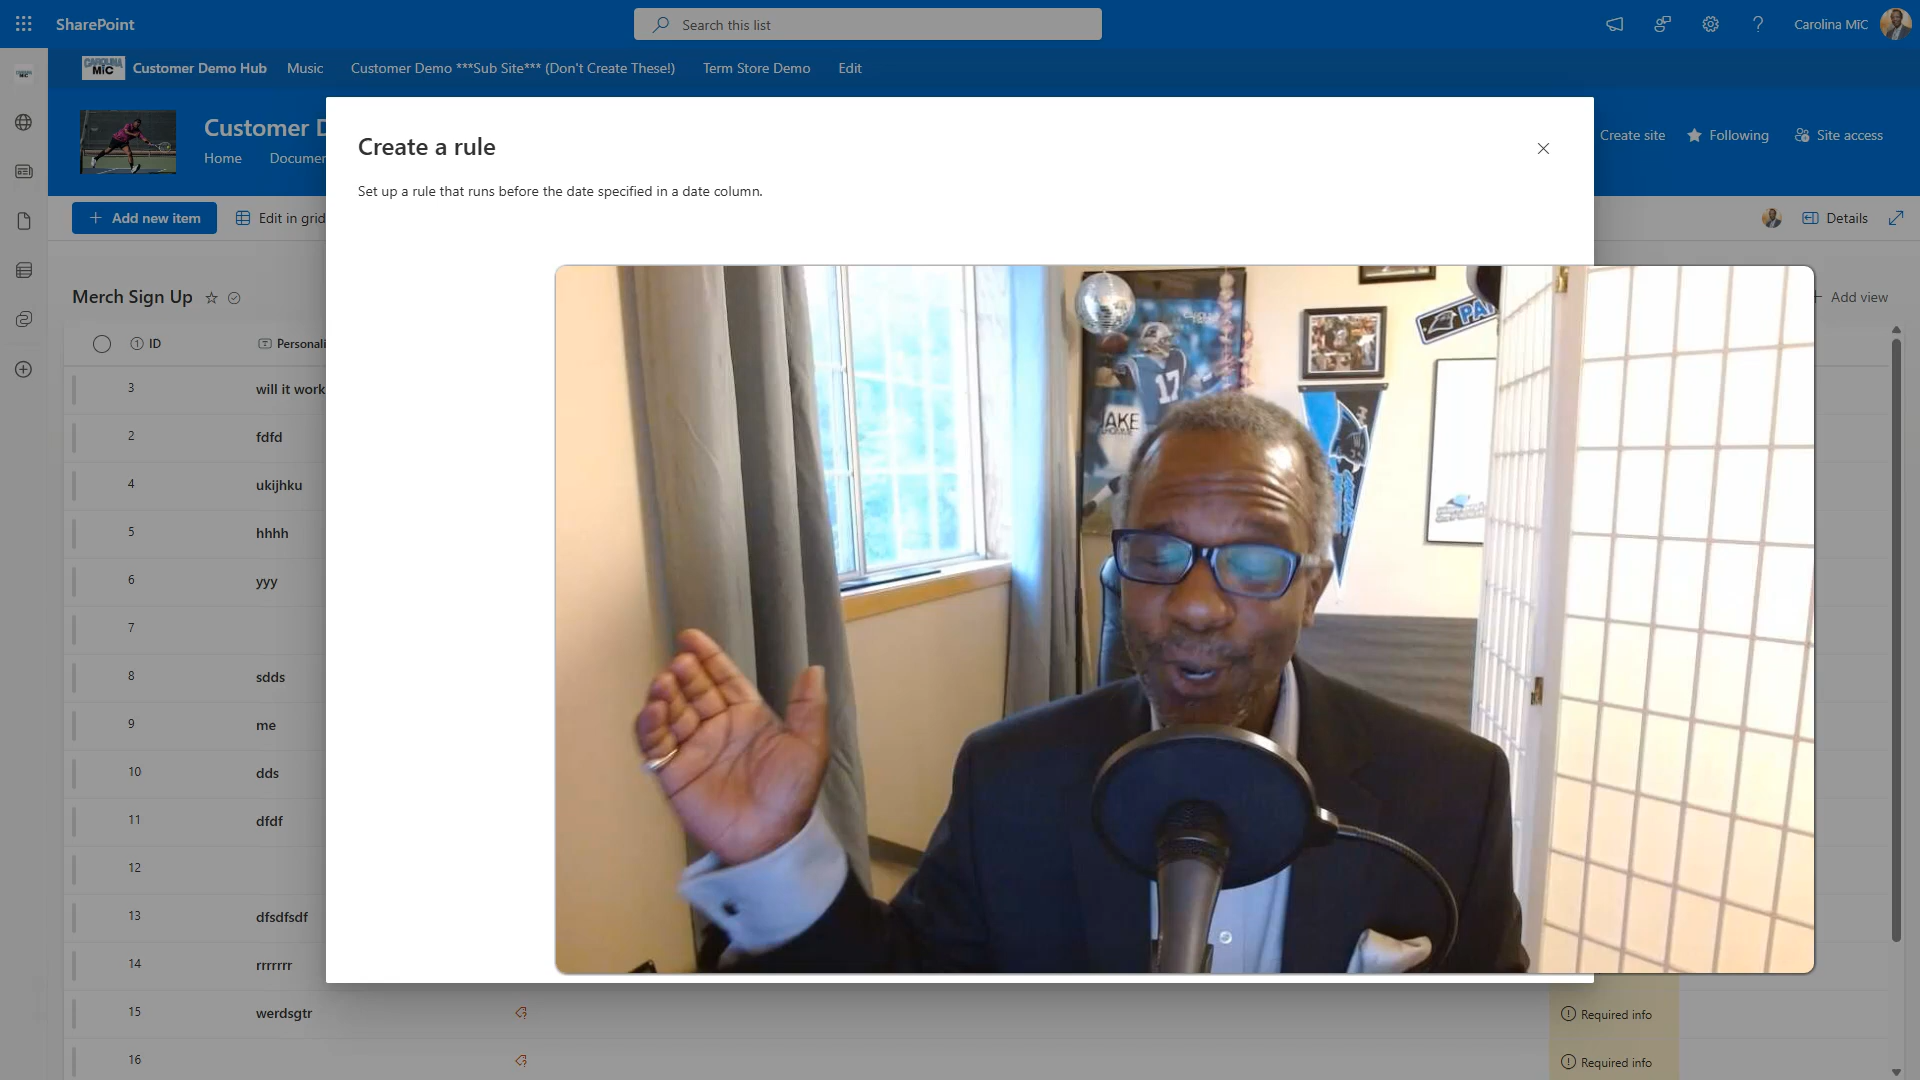 SharePoint
Search this list
Carolina MiC
CAROLINA
MiC
Customer Demo Hub
Music
Customer Demo ***Sub Site*** (Don't Create These!)
Term Store Demo
Edit
Customer D
Home
Documen
Create site
Following
Site access
Create a rule
Set up a rule that runs before the date specified in a date column.
Add new item
Edit in grid
Details
Merch Sign Up
Add view
ID
Personali
3
will it work
2
fdfd
4
ukijhku
5
hhhh
6
yyy
7
8
sdds
9
me
10
dds
11
dfdf
12
13
dfsdfsdf
14
rrrrrrr
15
werdsgtr
Required info
16
Required info
17
AKE
PA